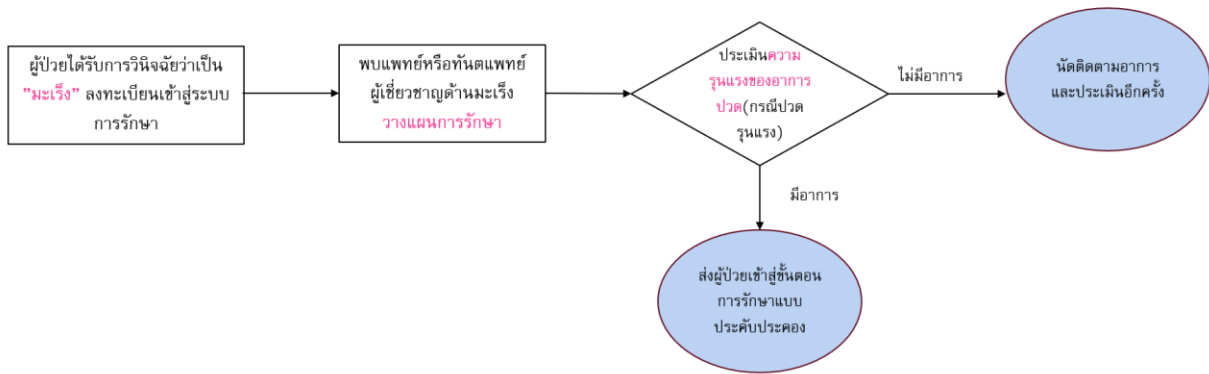 ผู้ป่วยได้รับการวินิจฉัยว่าเป็น
"มะเร็ง" ลงทะเบียนเข้าสู่ระบบ
การรักษา
พบแพทย์หรือทันตแพทย์
ผู้เชี่ยวชาญด้านมะเร็ง
วางแผนการรักษา
ประเมินความ
รุนแรงของอาการ
ปวด(กรณีปวด
รุนแรง)
ไม่มีอาการ
นัดติดตามอาการ
และประเมินอีกครั้ง
มีอาการ
ส่งผู้ป่วยเข้าสู่ขั้นตอน
การรักษาแบบ
ประคับประคอง